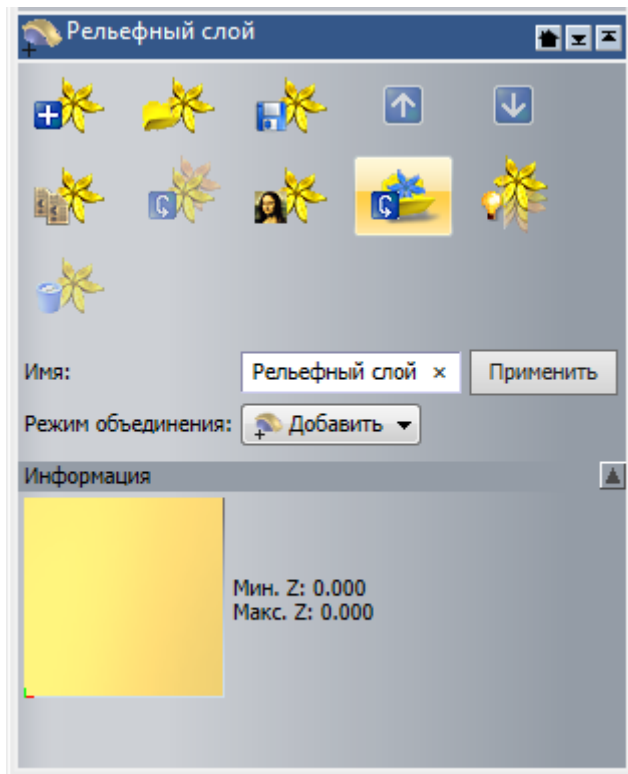 Рельефный слой
Имя: Рельефный слой × Применить
Режим объединения: Добавить
Информация
Мин. Z: 0.000
Макс. Z: 0.000